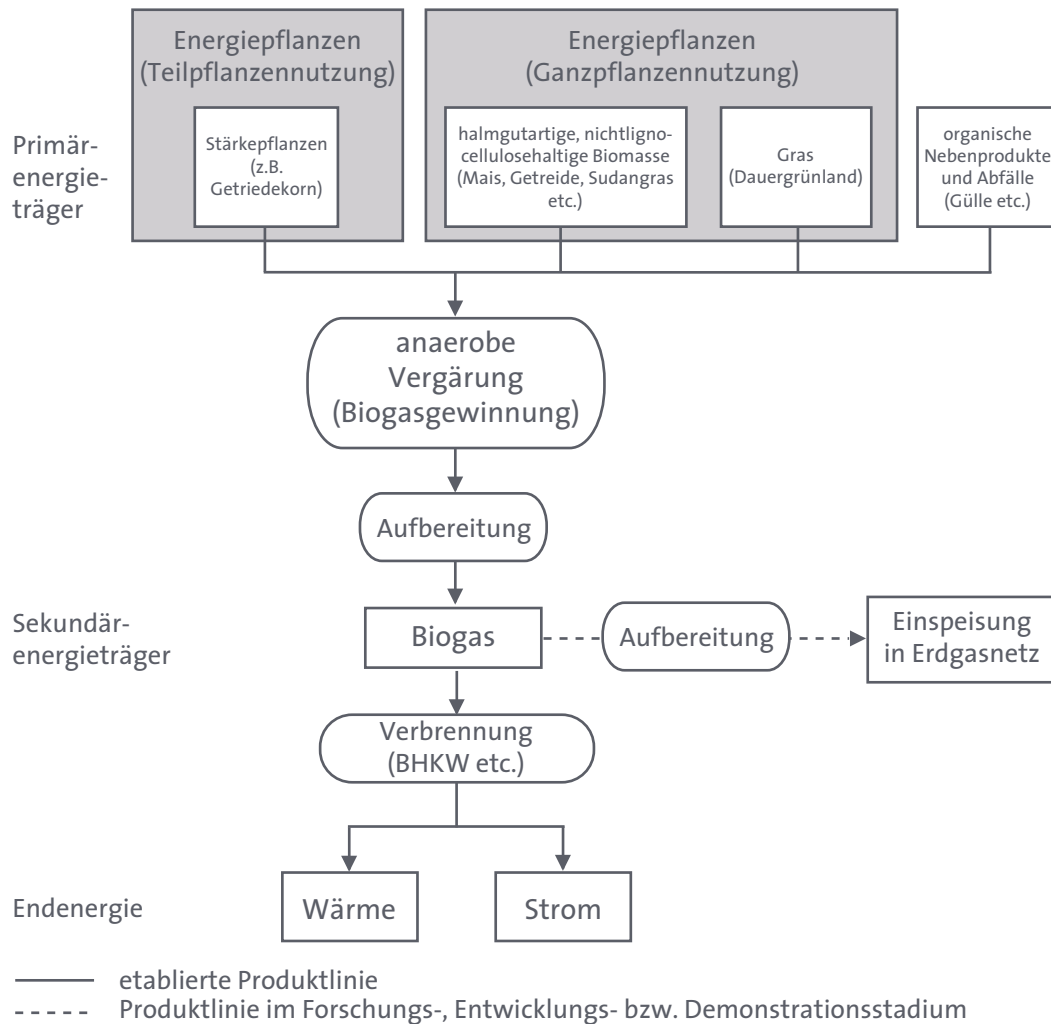 Energiepflanzen
(Teilpflanzennutzung)
Energiepflanzen
(Ganzpflanzennutzung)
Primär-
energie-
träger
Stärkepflanzen
(z.B.
Getriedekorn)
halmgutartige, nichtligno-
cellulosehaltige Biomasse
(Mais, Getreide, Sudangras
etc.)
Gras
(Dauergrünland)
organische
Nebenprodukte
und Abfälle
(Gülle etc.)
anaerobe
Vergärung
(Biogasgewinnung)
Aufbereitung
Sekundär-
energieträger
Biogas
Aufbereitung
Einspeisung
in Erdgasnetz
Verbrennung
(BHKW etc.)
Endenergie
Wärme
Strom
etablierte Produktlinie
Produktlinie im Forschungs-, Entwicklungs- bzw. Demonstrationsstadium